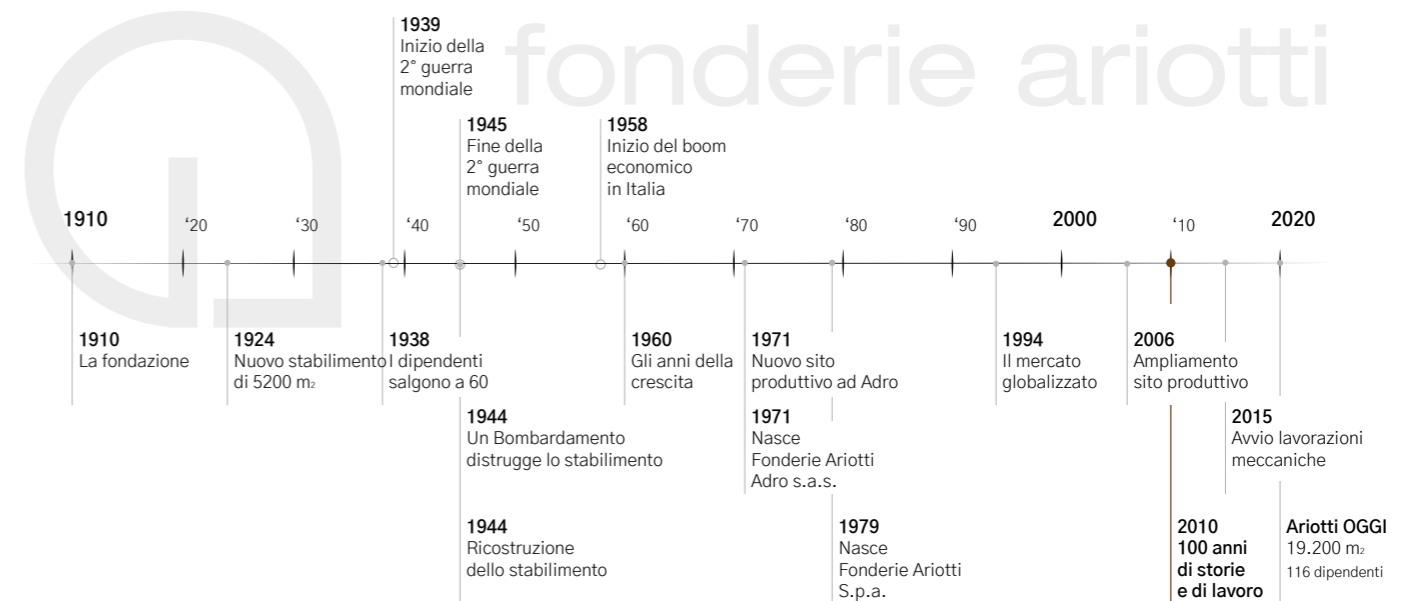 fonderie ariotti
1939
Inizio della
2° guerra
mondiale
1945
Fine della
2° guerra
mondiale
1958
Inizio del boom
economico
in Italia
1910
‘20
‘30
‘40
‘50
‘60
‘70
‘80
‘90
2000
‘10
2020
1910
La fondazione
1924
Nuovo stabilimento
di 5200 m2
1938
I dipendenti
salgono a 60
1960
Gli anni della
crescita
1971
Nuovo sito
produttivo ad Adro
1994
Il mercato
globalizzato
2006
Ampliamento
sito produttivo
1944
Un Bombardamento
distrugge lo stabilimento
1971
Nasce
Fonderie Ariotti
Adro s.a.s.
2015
Avvio lavorazioni
meccaniche
1944
Ricostruzione
dello stabilimento
1979
Nasce
Fonderie Ariotti
S.p.a.
2010
100 anni
di storie
e di lavoro
Ariotti OGGI
19.200 m2
116 dipendenti